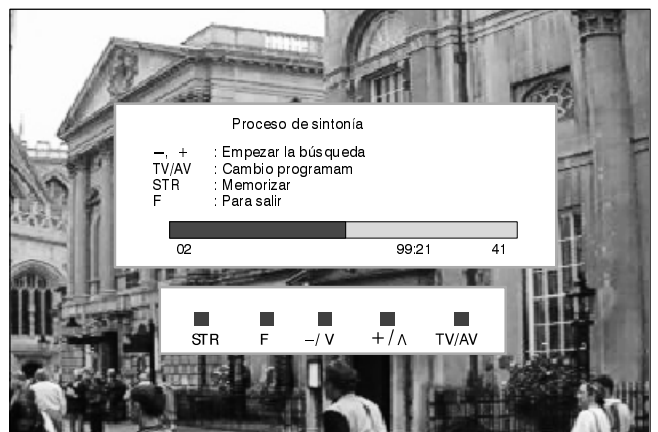 Proceso de sintonía
–, + : Empezar la búsqueda
TV/AV : Cambio programam
STR : Memorizar
F : Para salir
02 99:21 41
STR F –/ V + / Λ TV/AV